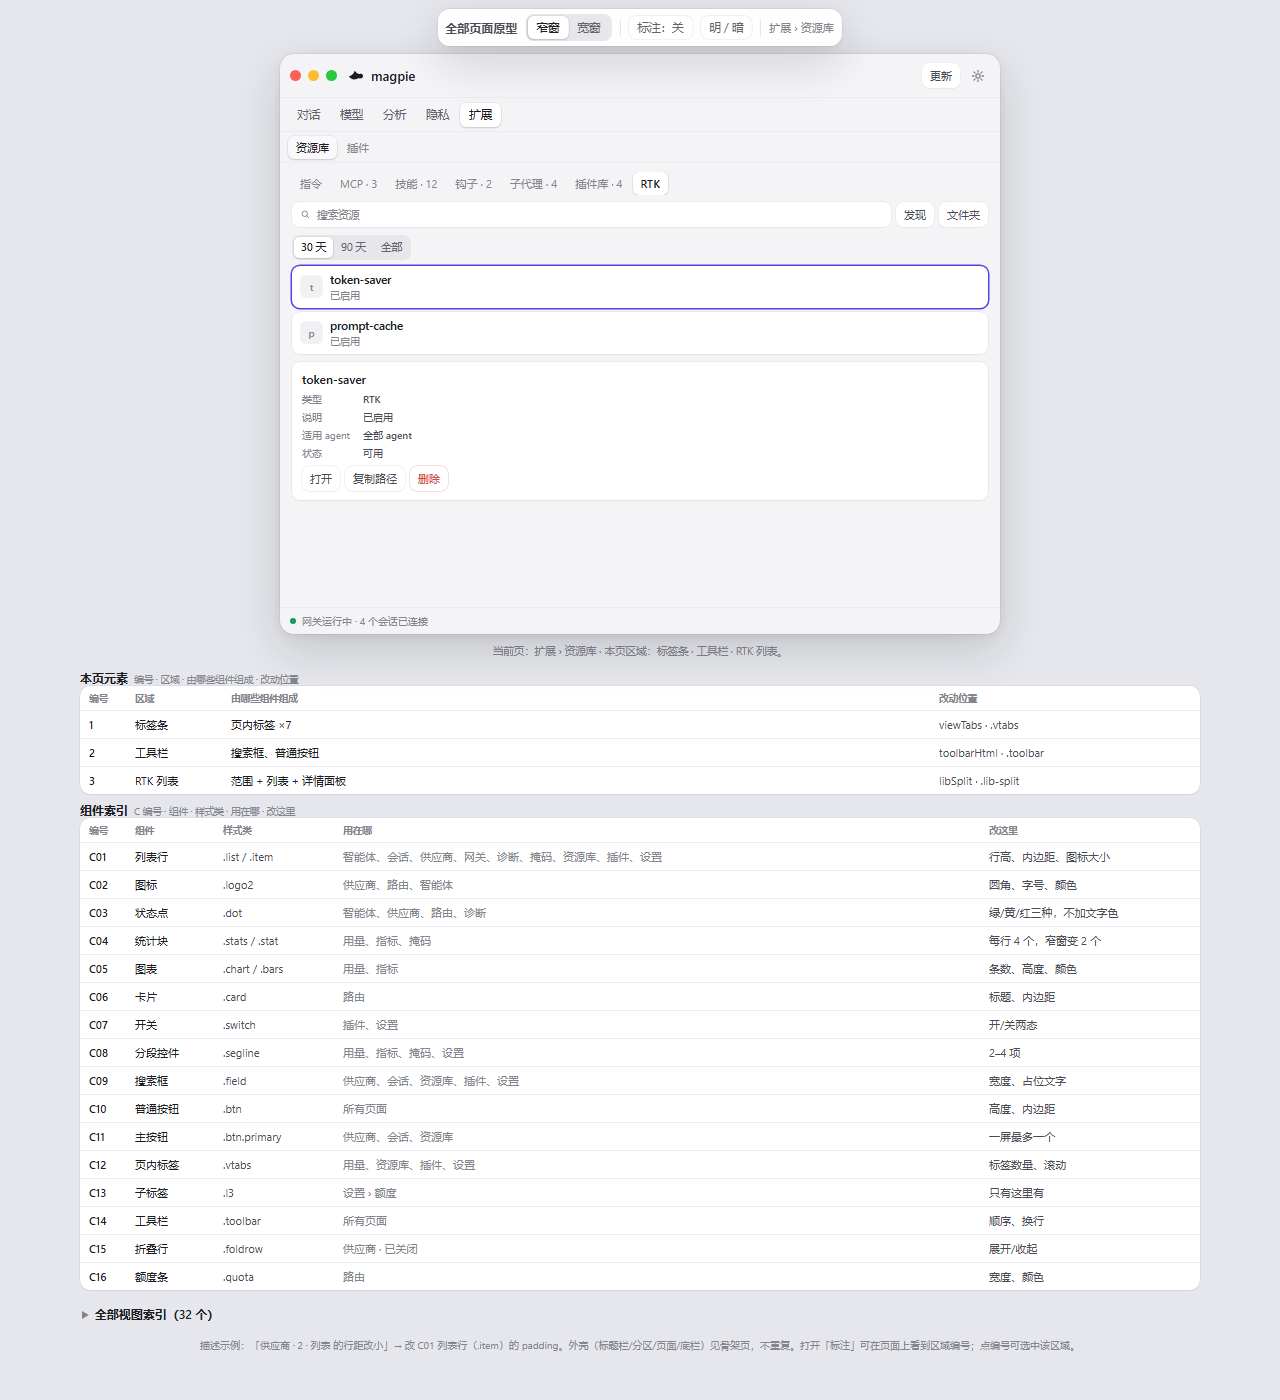 全部页面原型 窄窗 宽窗 标注：关 明 / 暗 扩展 › 资源库
magpie 更新
对话 模型 分析 隐私 扩展
资源库 插件
指令 MCP · 3 技能 · 12 钩子 · 2 子代理 · 4 插件库 · 4 RTK
搜索资源 发现 文件夹
30 天 90 天 全部
t token-saver
已启用
p prompt-cache
已启用
token-saver
类型 RTK
说明 已启用
适用 agent 全部 agent
状态 可用
打开 复制路径 删除
网关运行中 · 4 个会话已连接
当前页：扩展 › 资源库 · 本页区域：标签条 · 工具栏 · RTK 列表。
本页元素 编号 · 区域 · 由哪些组件组成 · 改动位置
编号 区域 由哪些组件组成 改动位置
1 标签条 页内标签 ×7 viewTabs · .vtabs
2 工具栏 搜索框、普通按钮 toolbarHtml · .toolbar
3 RTK 列表 范围 + 列表 + 详情面板 libSplit · .lib-split
组件索引 C 编号 · 组件 · 样式类 · 用在哪 · 改这里
编号 组件 样式类 用在哪 改这里
C01 列表行 .list / .item 智能体、会话、供应商、网关、诊断、掩码、资源库、插件、设置 行高、内边距、图标大小
C02 图标 .logo2 供应商、路由、智能体 圆角、字号、颜色
C03 状态点 .dot 智能体、供应商、路由、诊断 绿/黄/红三种，不加文字色
C04 统计块 .stats / .stat 用量、指标、掩码 每行 4 个，窄窗变 2 个
C05 图表 .chart / .bars 用量、指标 条数、高度、颜色
C06 卡片 .card 路由 标题、内边距
C07 开关 .switch 插件、设置 开/关两态
C08 分段控件 .segline 用量、指标、掩码、设置 2–4 项
C09 搜索框 .field 供应商、会话、资源库、插件、设置 宽度、占位文字
C10 普通按钮 .btn 所有页面 高度、内边距
C11 主按钮 .btn.primary 供应商、会话、资源库 一屏最多一个
C12 页内标签 .vtabs 用量、资源库、插件、设置 标签数量、滚动
C13 子标签 .l3 设置 › 额度 只有这里有
C14 工具栏 .toolbar 所有页面 顺序、换行
C15 折叠行 .foldrow 供应商 · 已关闭 展开/收起
C16 额度条 .quota 路由 宽度、颜色
全部视图索引（32 个）
描述示例：「供应商 · 2 · 列表 的行距改小」→ 改 C01 列表行（.item）的 padding。外壳（标题栏/分区/页面/底栏）见骨架页，不重复。打开「标注」可在页面上看到区域编号；点编号可选中该区域。